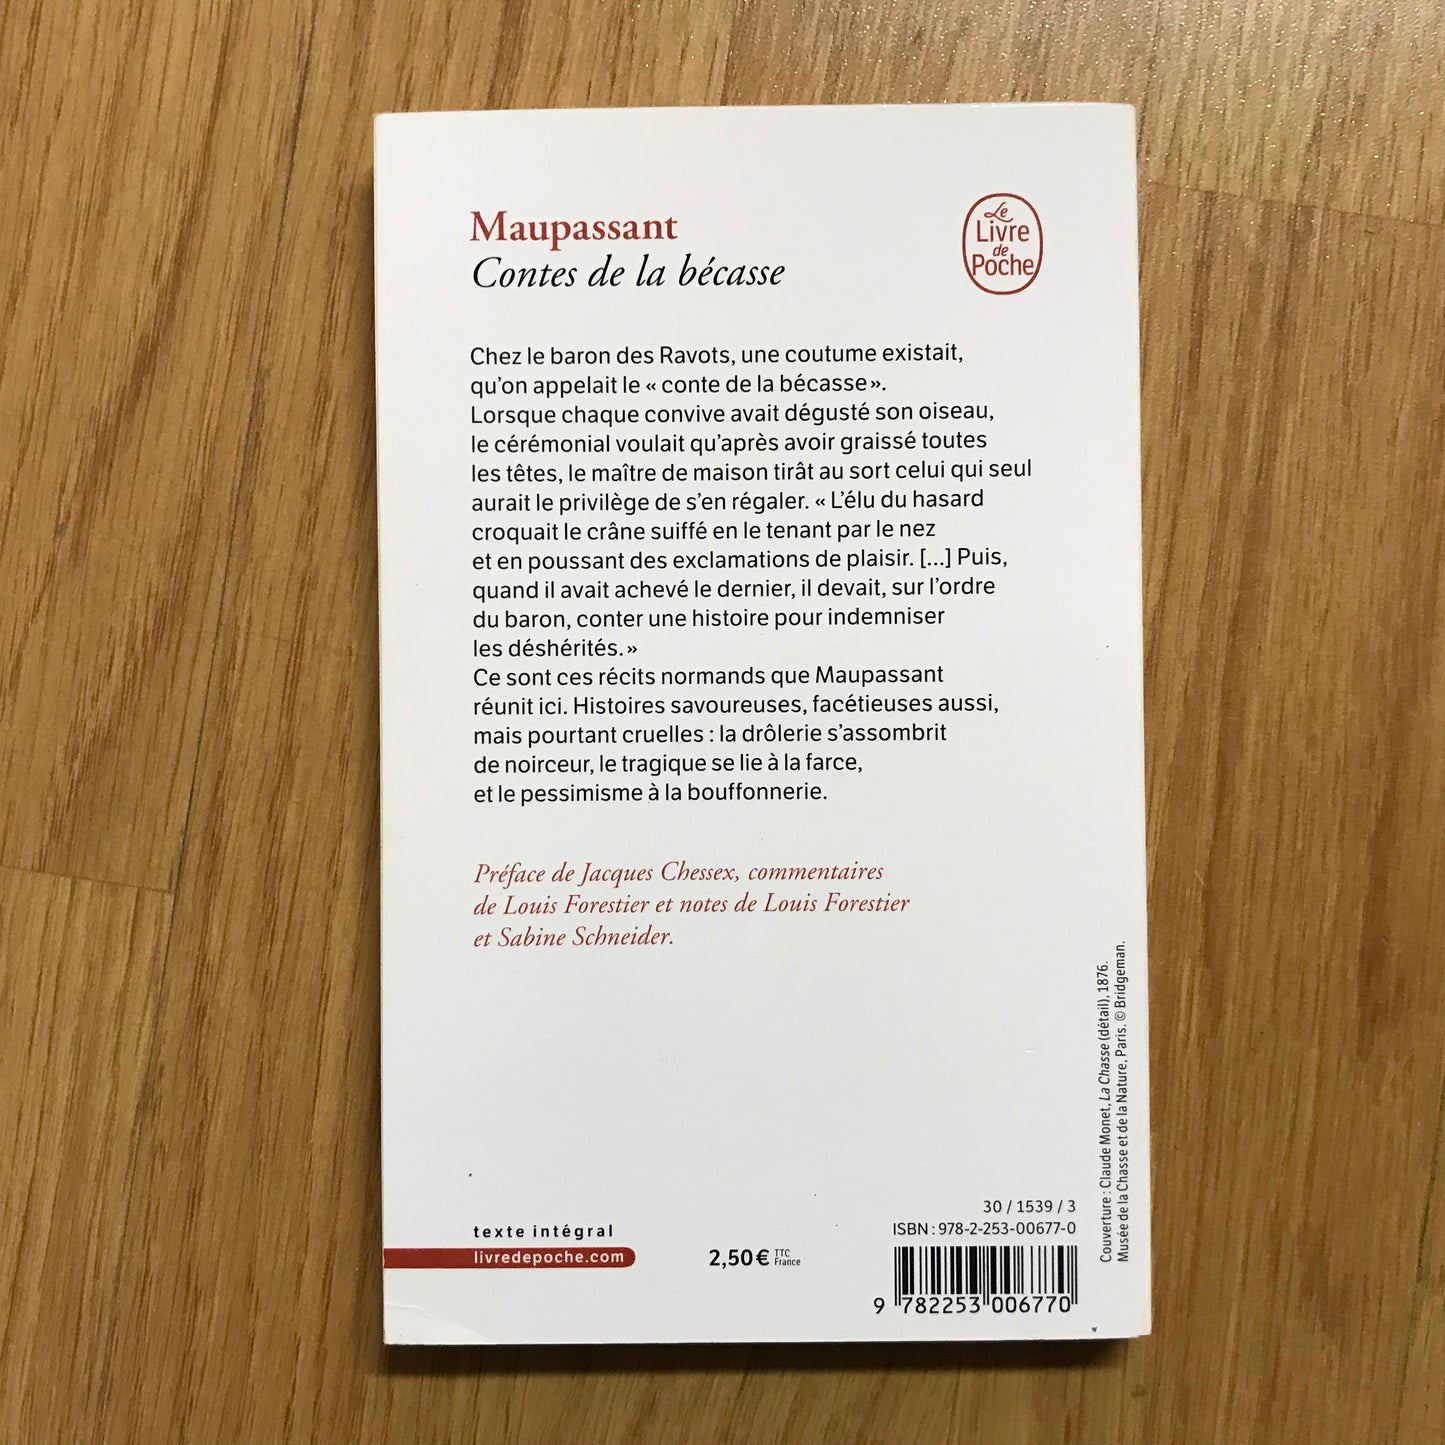 Maupassant
Contes de la bécasse
Le
Livre
de
Poche
Chez le baron des Ravots, une coutume existait,
qu’on appelait le « conte de la bécasse ».
Lorsque chaque convive avait dégusté son oiseau,
le cérémonial voulait qu’après avoir graissé toutes
les têtes, le maître de maison tirât au sort celui qui seul
aurait le privilège de s’en régaler. « L’élu du hasard
croquait le crâne suiffé en le tenant par le nez
et en poussant des exclamations de plaisir. [...] Puis,
quand il avait achevé le dernier, il devait, sur l’ordre
du baron, conter une histoire pour indemniser
les déshérités. »
Ce sont ces récits normands que Maupassant
réunit ici. Histoires savoureuses, facétieuses aussi,
mais pourtant cruelles : la drôlerie s’assombrit
de noirceur, le tragique se lie à la farce,
et le pessimisme à la bouffonnerie.
Préface de Jacques Chessex, commentaires
de Louis Forestier et notes de Louis Forestier
et Sabine Schneider.
Couverture : Claude Monet, La Chasse (détail), 1876.
Musée de la Chasse et de la Nature, Paris. © Bridgeman.
texte intégral
livredepoche.com
2,50 € TTC
France
30 / 1539 / 3
ISBN : 978-2-253-00677-0
9 782253 006770